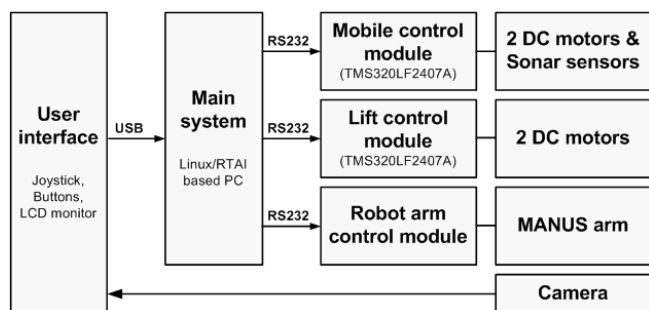 User
interface
Joystick,
Buttons,
LCD monitor
USB
Main
system
Linux/RTAI
based PC
RS232
Mobile control
module
(TMS320LF2407A)
2 DC motors &
Sonar sensors
RS232
Lift control
module
(TMS320LF2407A)
2 DC motors
RS232
Robot arm
control module
MANUS arm
Camera